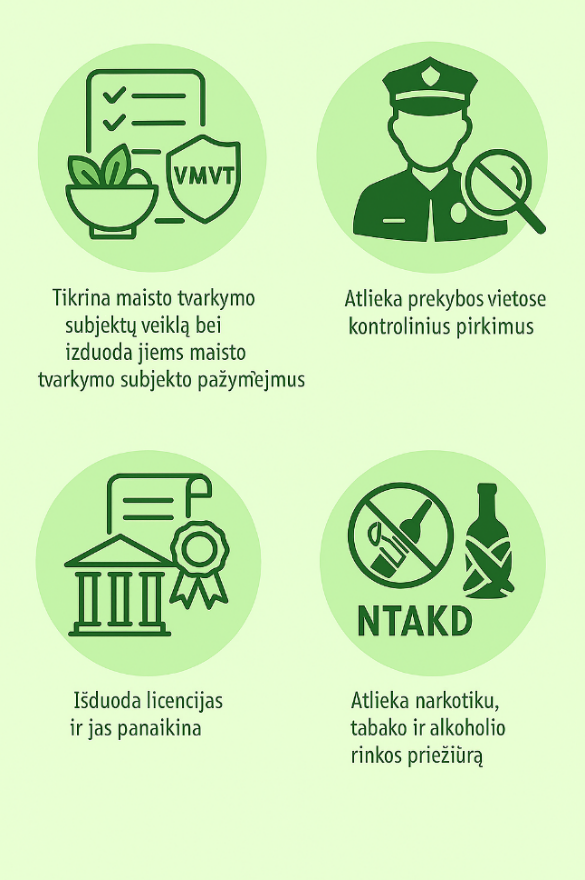 VMVT
Tikrina maisto tvarkymo
subjektų veiklą bei
izduoda jiems maisto
tvarkymo subjekto pažym̀ejmus
Atlieka prekybos vietose
kontrolinius pirkimus
Išduoda licencijas
ir jas panaikina
NTAKD
Atlieka narkotiku,
tabako ir alkoholio
rinkos priežiūrą